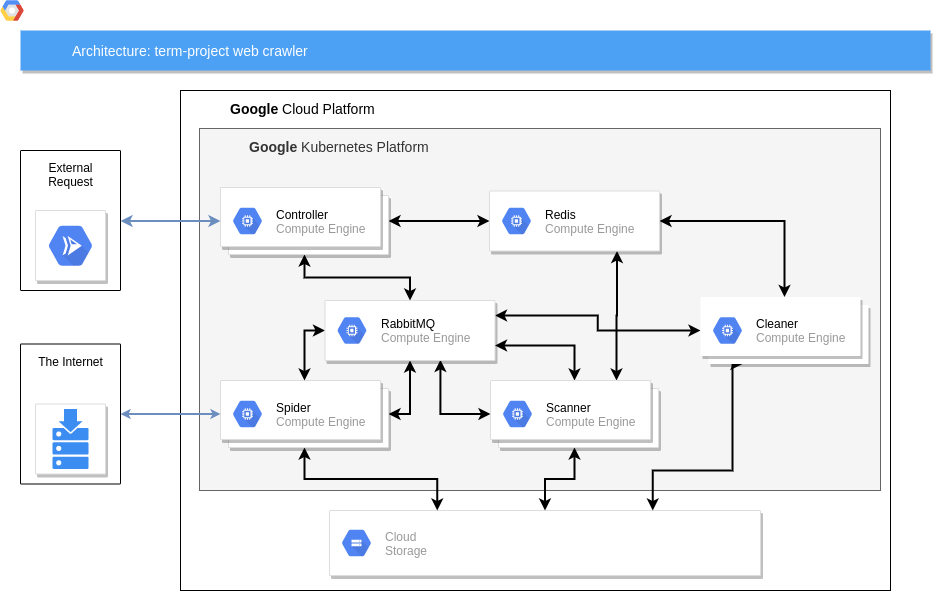 Architecture: term-project web crawler
Google Cloud Platform
Google Kubernetes Platform
External
Request
Controller
Compute Engine
Redis
Compute Engine
RabbitMQ
Compute Engine
Cleaner
Compute Engine
The Internet
Spider
Compute Engine
Scanner
Compute Engine
Cloud
Storage